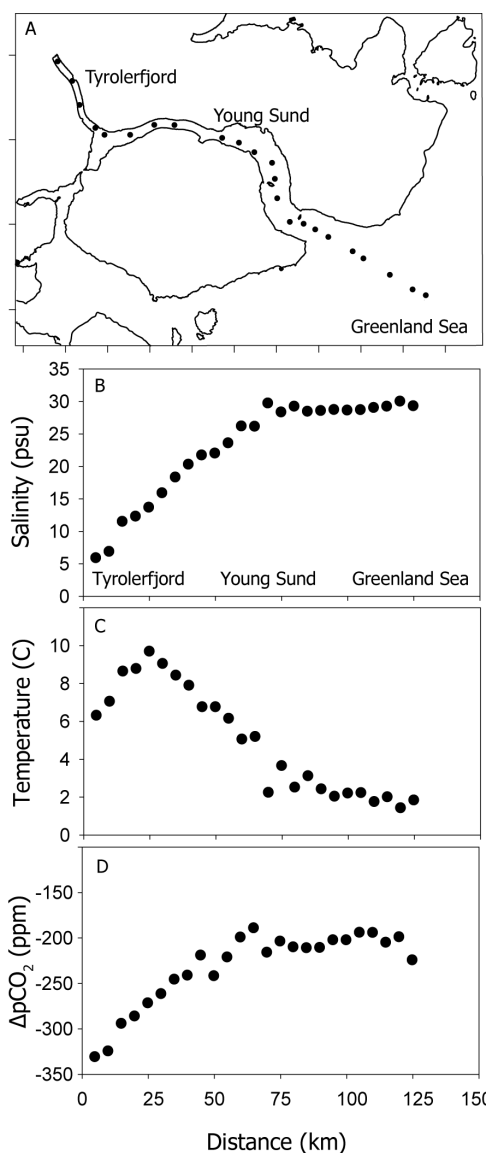 A
Tyrolerfjord
Young Sund
Greenland Sea
B
Salinity (psu)
35
30
25
20
15
10
5
0
Tyrolerfjord Young Sund Greenland Sea
C
Temperature (C)
10
8
6
4
2
0
D
ΔpCO₂ (ppm)
-150
-200
-250
-300
-350
0 25 50 75 100 125 150
Distance (km)